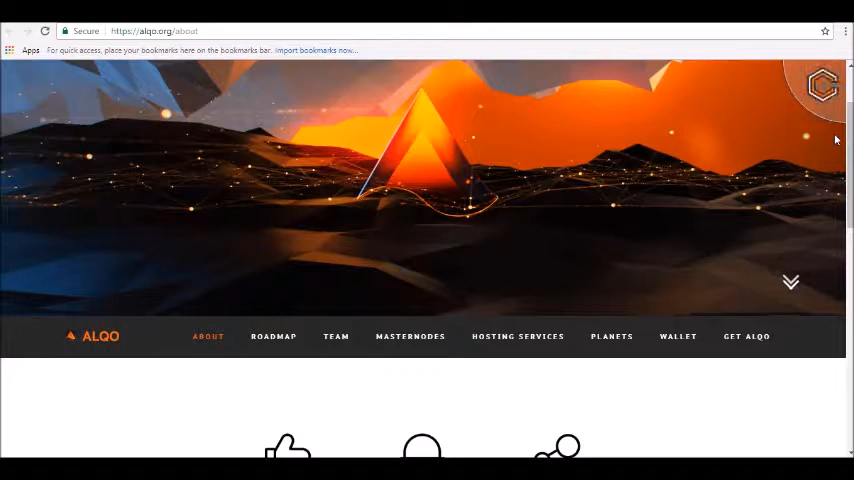 Secure https://alqo.org/about
Apps For quick access, place your bookmarks here on the bookmarks bar. Import bookmarks now...
ALQO ABOUT ROADMAP TEAM MASTERNODES HOSTING SERVICES PLANETS WALLET GET ALQO